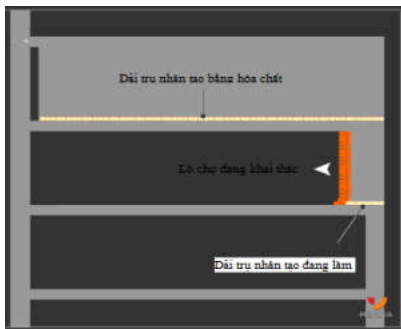 Dải trụ nhân tạo bằng hóa chất
Lò chợ đang khai thác
Dải trụ nhân tạo đang làm